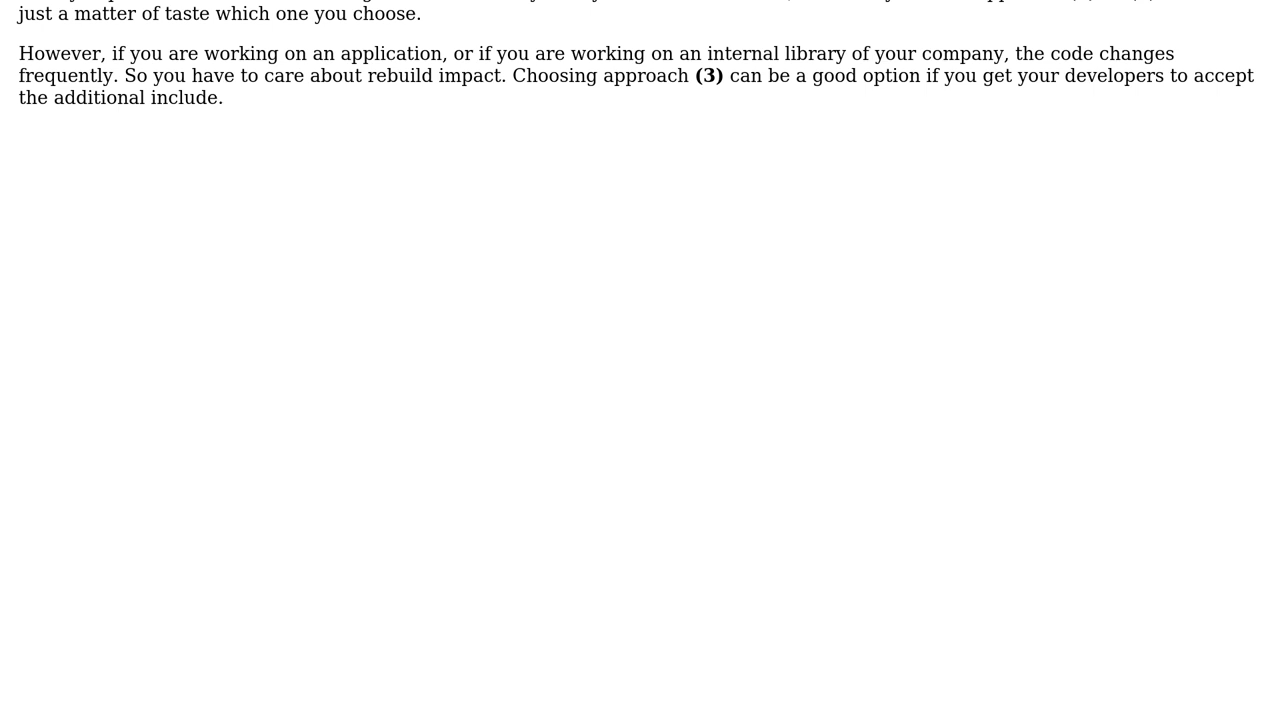 just a matter of taste which one you choose.
However, if you are working on an application, or if you are working on an internal library of your company, the code changes
frequently. So you have to care about rebuild impact. Choosing approach (3) can be a good option if you get your developers to accept
the additional include.